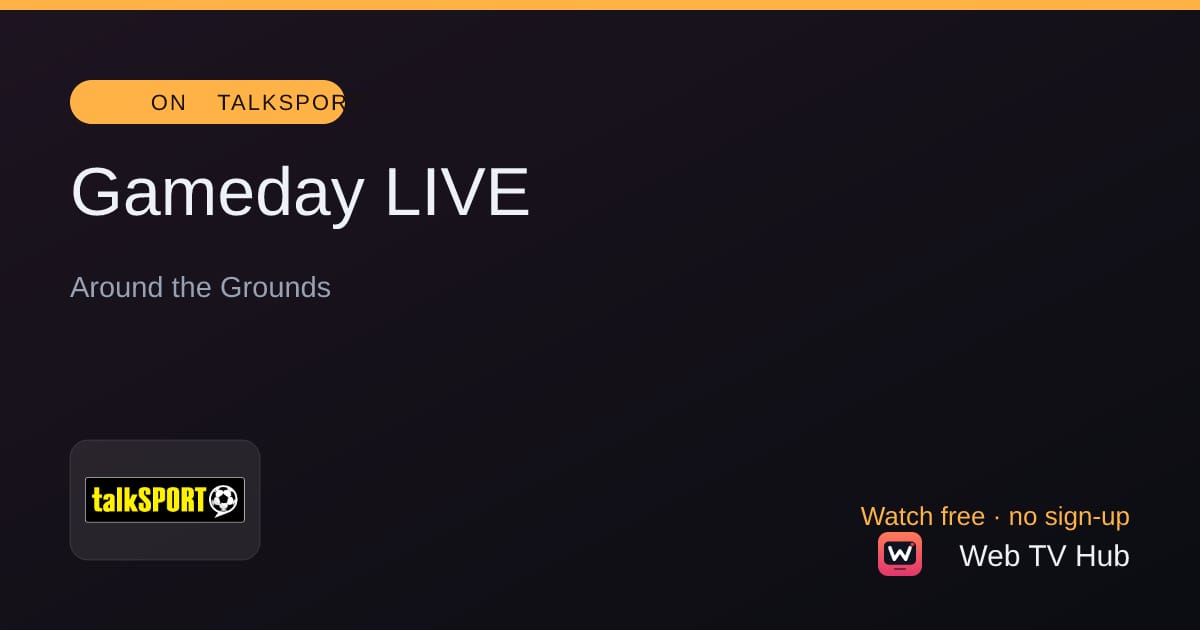 ON TALKSPOR
Gameday LIVE
Around the Grounds
talkSPORT
Watch free · no sign-up
W
Web TV Hub